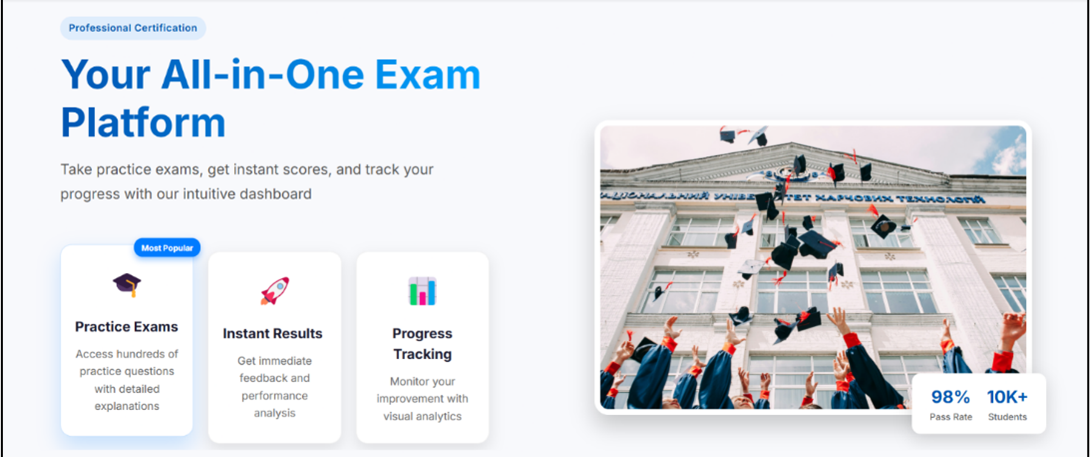 Professional Certification
Your All-in-One Exam
Platform
Take practice exams, get instant scores, and track your
progress with our intuitive dashboard
Most Popular
Practice Exams
Access hundreds of
practice questions
with detailed
explanations
Instant Results
Get immediate
feedback and
performance
analysis
Progress
Tracking
Monitor your
improvement with
visual analytics
ХАРЧОВИХ ТЕХНОЛОГІЙ
98%
Pass Rate
10K+
Students